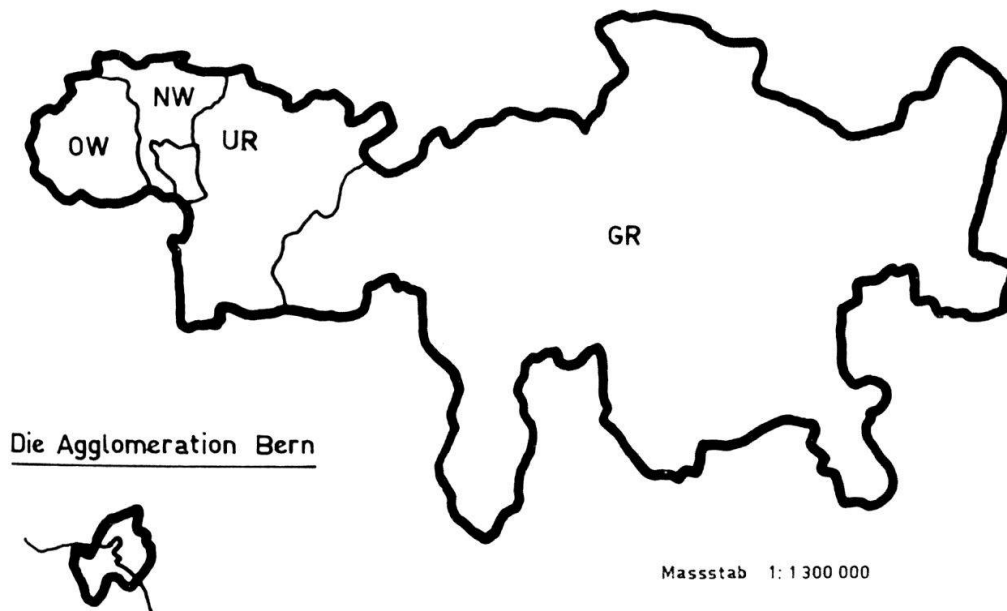 NW
OW
UR
GR
Die Agglomeration Bern
Massstab 1: 1 300 000